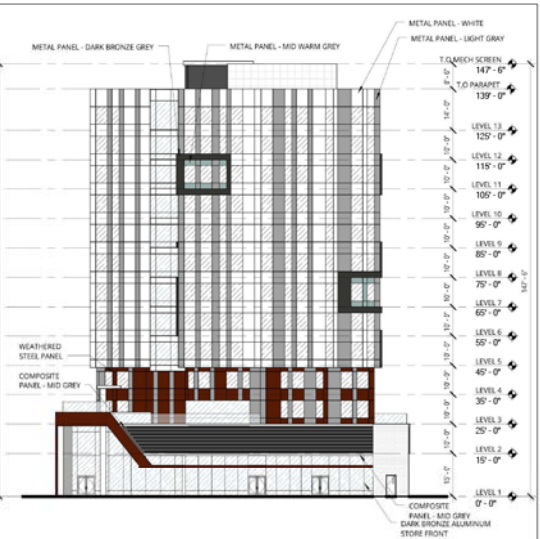 METAL PANEL - WHITE
METAL PANEL - DARK BRONZE GREY
METAL PANEL - MID WARM GREY
METAL PANEL - LIGHT GRAY
T.O MECH SCREEN
147' - 6"
T.O PARAPET
139' - 0"
LEVEL 13
125' - 0"
LEVEL 12
115' - 0"
LEVEL 11
105' - 0"
LEVEL 10
95' - 0"
LEVEL 9
85' - 0"
LEVEL 8
75' - 0"
LEVEL 7
65' - 0"
LEVEL 6
55' - 0"
LEVEL 5
45' - 0"
LEVEL 4
35' - 0"
LEVEL 3
25' - 0"
LEVEL 2
15' - 0"
LEVEL 1
0' - 0"
WEATHERED
STEEL PANEL
COMPOSITE
PANEL - MID GREY
COMPOSITE
PANEL - MID GREY
DARK BRONZE ALUMINUM
STORE FRONT